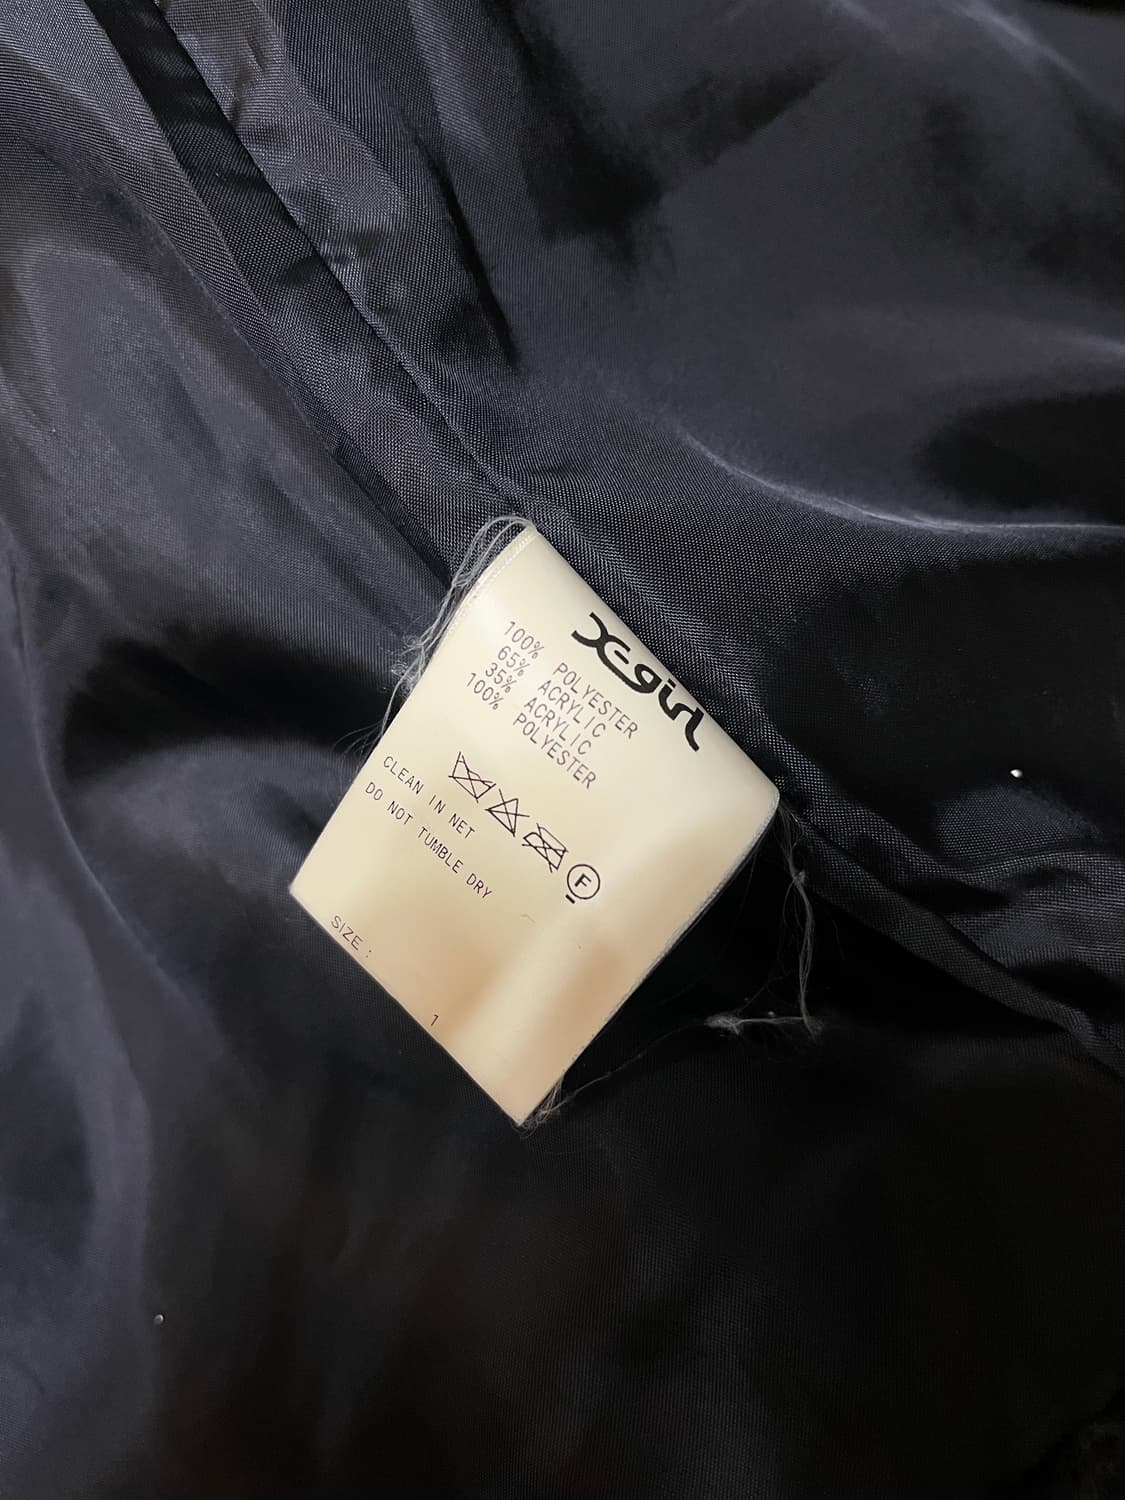 X-girl
100% POLYESTER
65% ACRYLIC
35% ACRYLIC
100% POLYESTER
F
CLEAN IN NET
DO NOT TUMBLE DRY
SIZE :
1